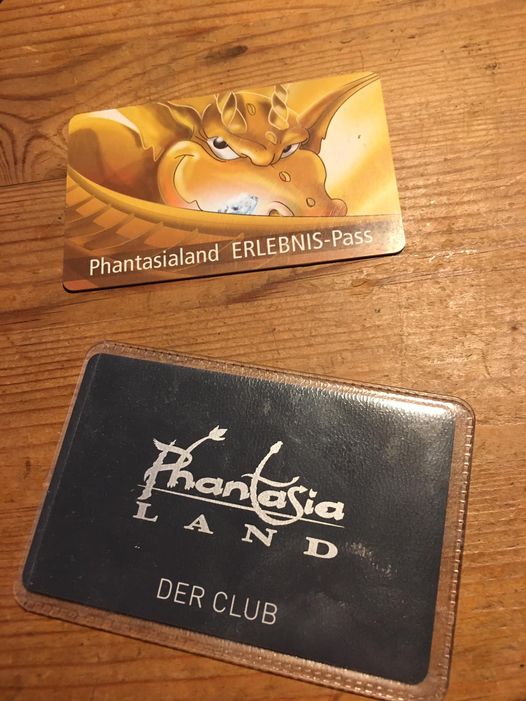 Phantasialand ERLEBNIS-Pass
Phantasia
LAND
DER CLUB